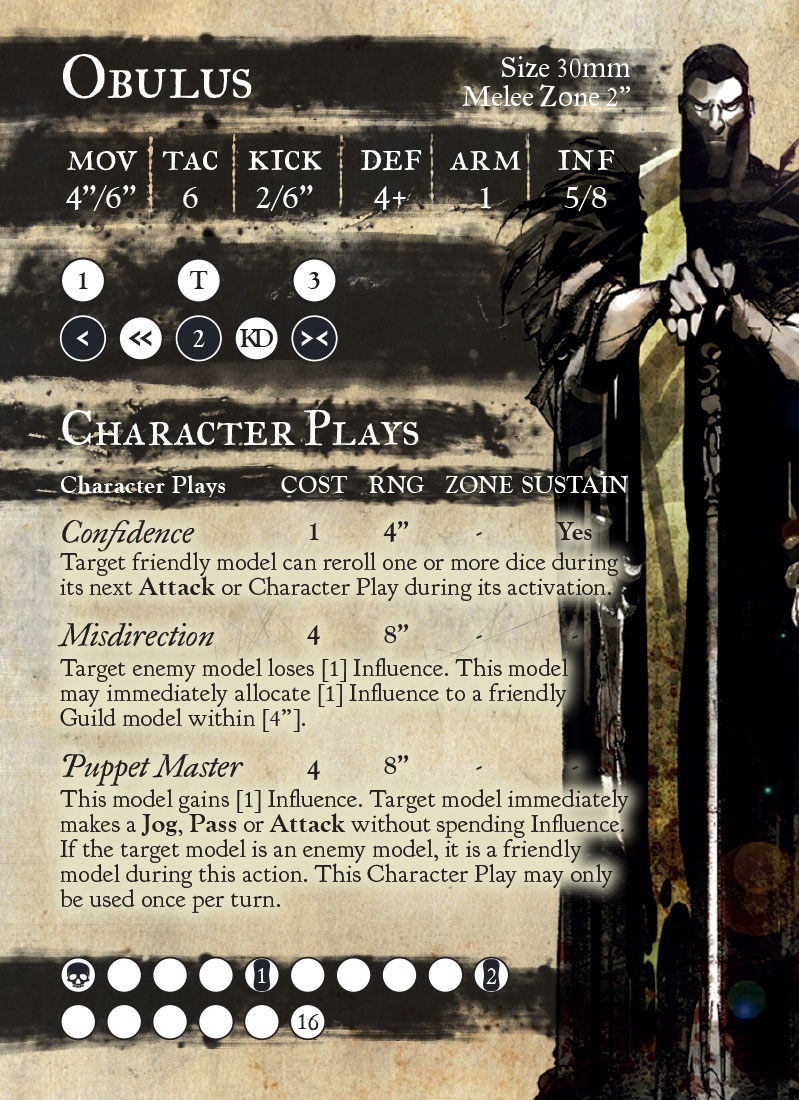 Obulus
Size 30mm
Melee Zone 2”
MOV TAC KICK DEF ARM INF
4”/6” 6 2/6” 4+ 1 5/8
1 T 3
< << 2 KD ><
Character Plays
Character Plays COST RNG ZONE SUSTAIN
Confidence 1 4” - Yes
Target friendly model can reroll one or more dice during
its next Attack or Character Play during its activation.
Misdirection 4 8” - -
Target enemy model loses [1] Influence. This model
may immediately allocate [1] Influence to a friendly
Guild model within [4”].
Puppet Master 4 8” - -
This model gains [1] Influence. Target model immediately
makes a Jog, Pass or Attack without spending Influence.
If the target model is an enemy model, it is a friendly
model during this action. This Character Play may only
be used once per turn.
1 2
16